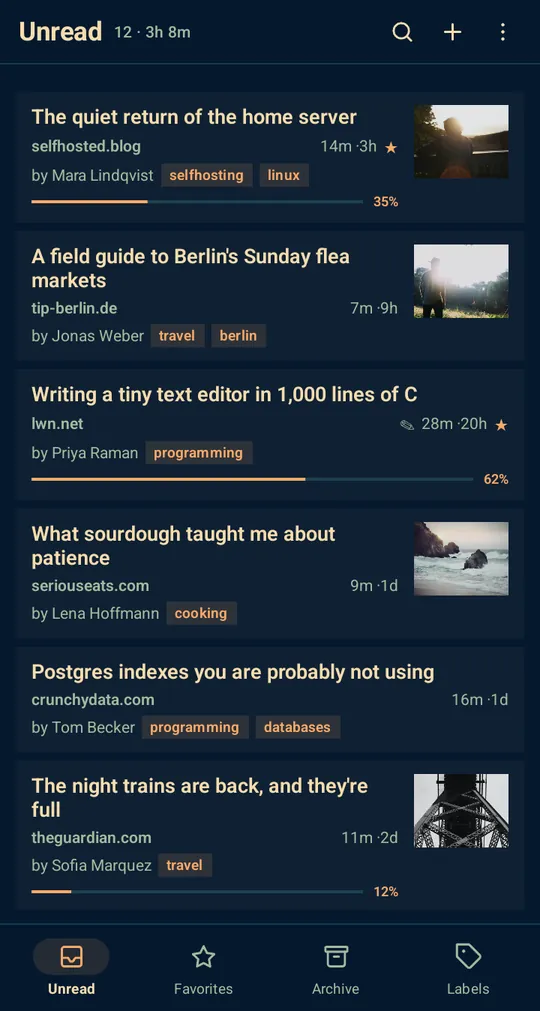 Unread 12 · 3h 8m
The quiet return of the home server
selfhosted.blog 14m ·3h ★
by Mara Lindqvist selfhosting linux
35%
A field guide to Berlin's Sunday flea
markets
tip-berlin.de 7m ·9h
by Jonas Weber travel berlin
Writing a tiny text editor in 1,000 lines of C
lwn.net ✎ 28m ·20h ★
by Priya Raman programming
62%
What sourdough taught me about
patience
seriouseats.com 9m ·1d
by Lena Hoffmann cooking
Postgres indexes you are probably not using
crunchydata.com 16m ·1d
by Tom Becker programming databases
The night trains are back, and they're
full
theguardian.com 11m ·2d
by Sofia Marquez travel
12%
Unread Favorites Archive Labels